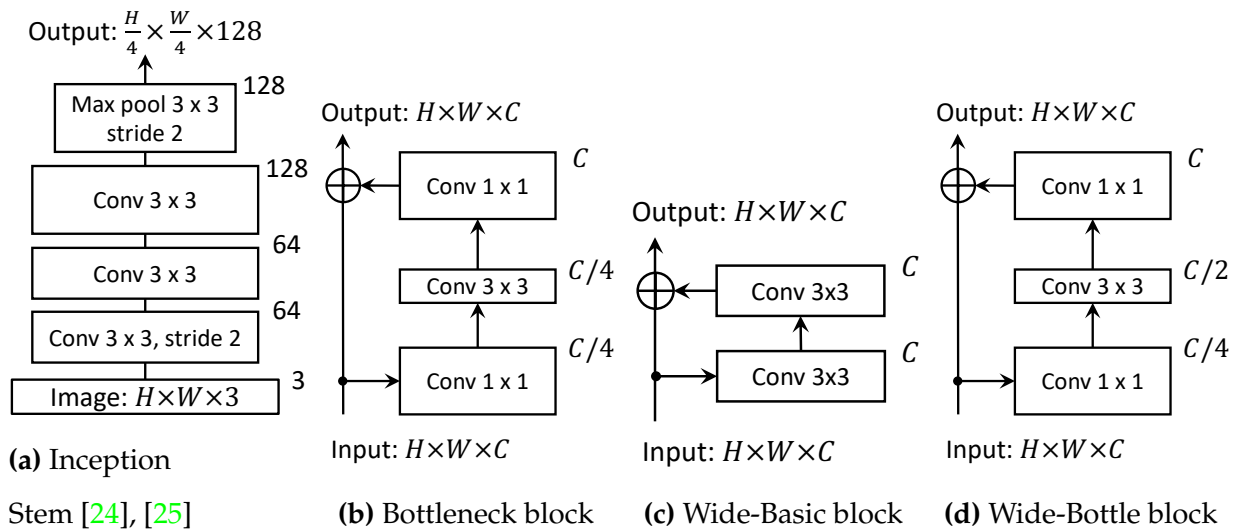 Output: H/4 × W/4 ×128
128
Max pool 3 x 3
stride 2
128
Conv 3 x 3
64
Conv 3 x 3
64
Conv 3 x 3, stride 2
3
Image: H×W×3
(a) Inception
Stem [24], [25]
Output: H×W×C
C
Conv 1 x 1
C/4
Conv 3 x 3
C/4
Conv 1 x 1
Input: H×W×C
(b) Bottleneck block
Output: H×W×C
C
Conv 3x3
C
Conv 3x3
Input: H×W×C
(c) Wide-Basic block
Output: H×W×C
C
Conv 1 x 1
C/2
Conv 3 x 3
C/4
Conv 1 x 1
Input: H×W×C
(d) Wide-Bottle block